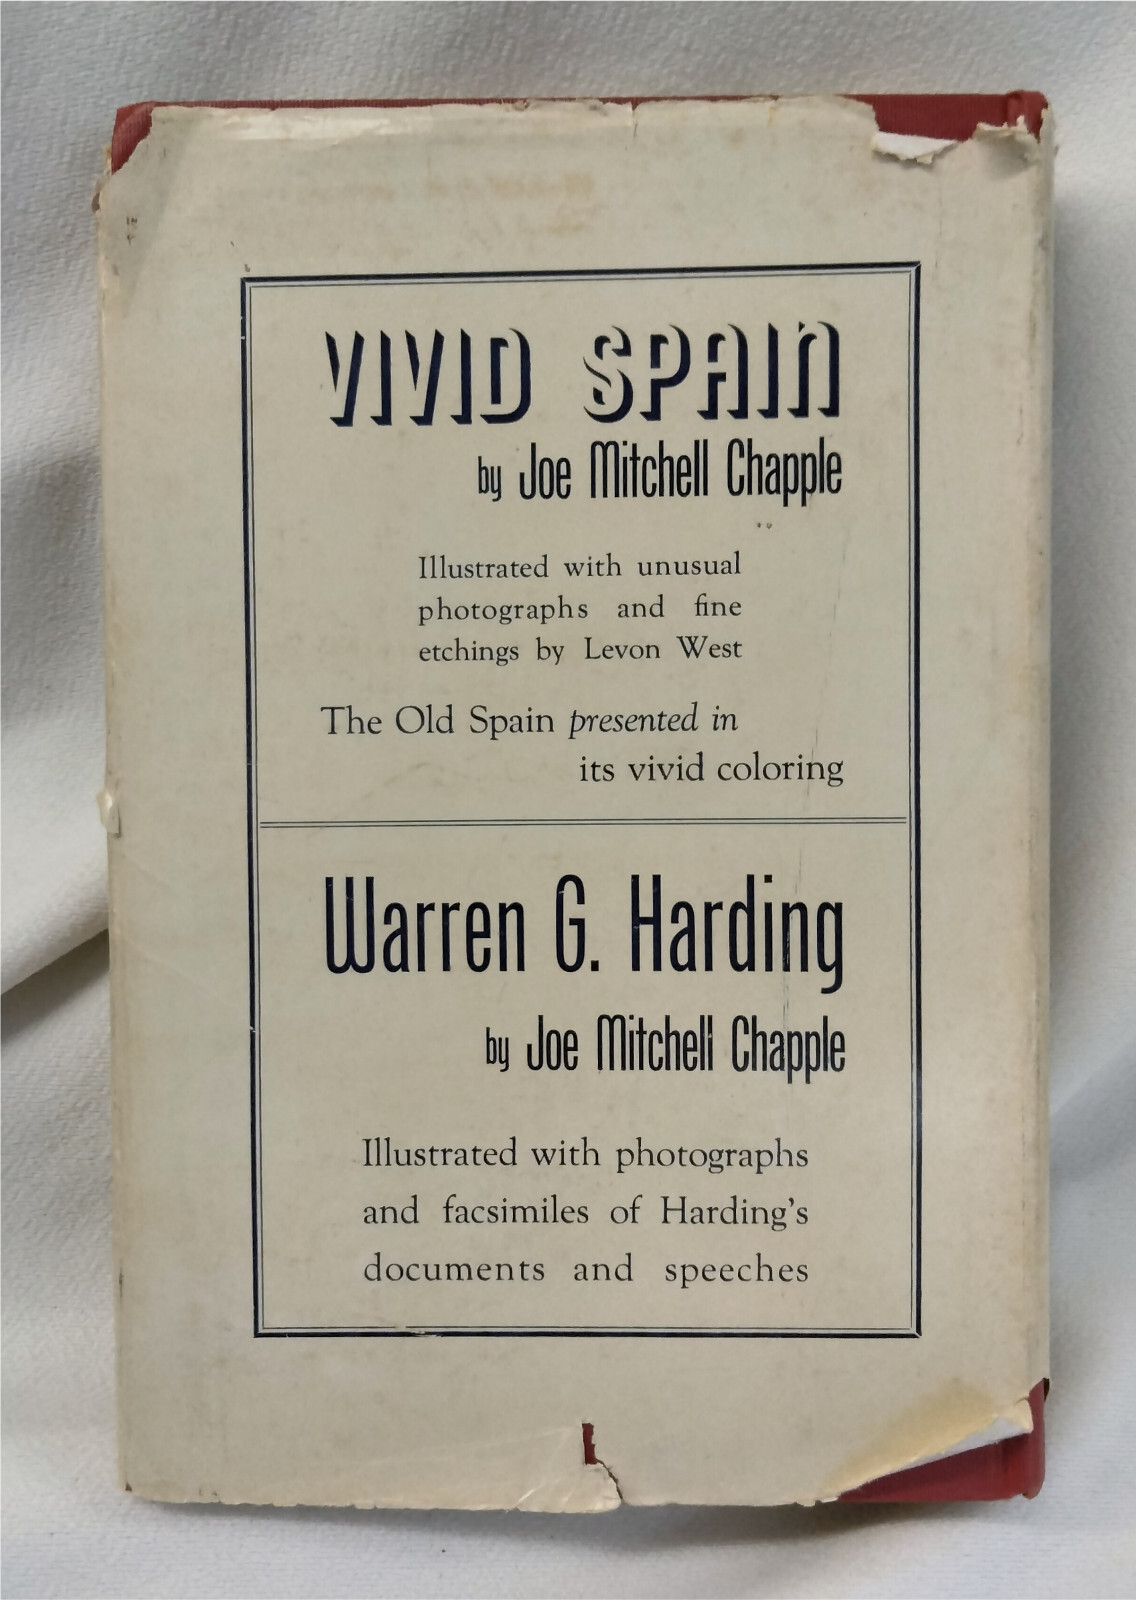 VIVID SPAIN
by Joe Mitchell Chapple
Illustrated with unusual
photographs and fine
etchings by Levon West
The Old Spain presented in
its vivid coloring
Warren G. Harding
by Joe Mitchell Chapple
Illustrated with photographs
and facsimiles of Harding's
documents and speeches